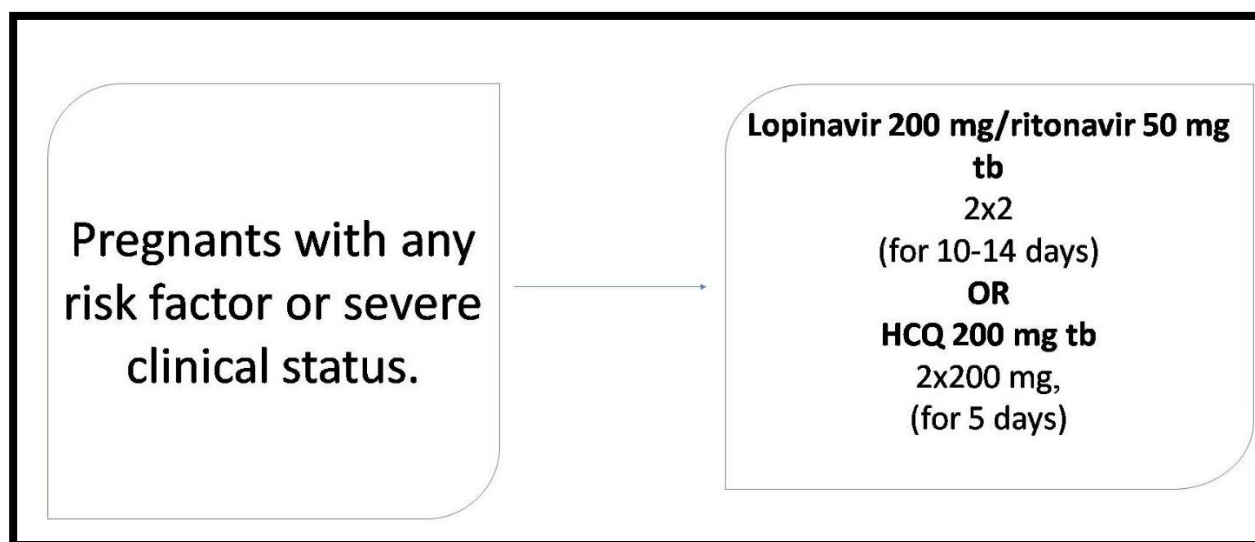 Pregnants with any
risk factor or severe
clinical status.
Lopinavir 200 mg/ritonavir 50 mg
tb
2x2
(for 10-14 days)
OR
HCQ 200 mg tb
2x200 mg,
(for 5 days)